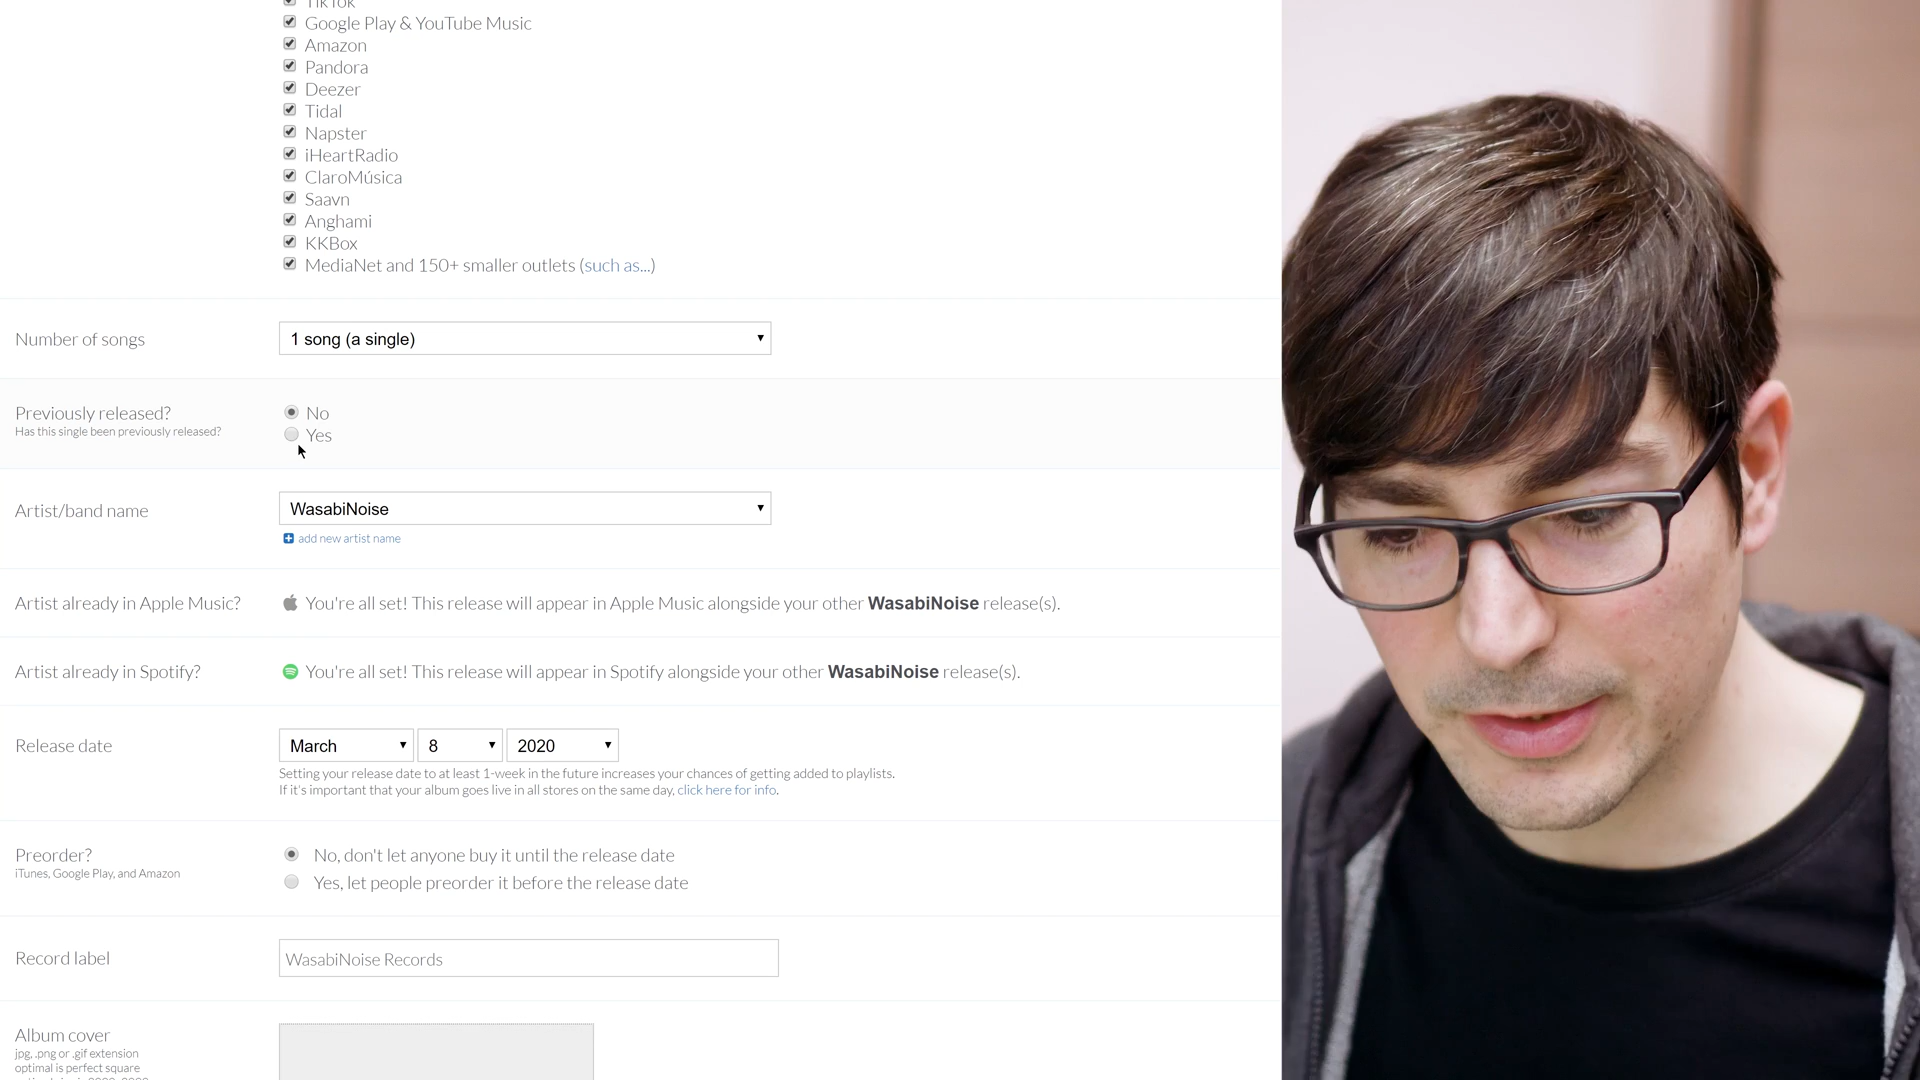 TikTok
Google Play & YouTube Music
Amazon
Pandora
Deezer
Tidal
Napster
iHeartRadio
ClaroMúsica
Saavn
Anghami
KKBox
MediaNet and 150+ smaller outlets (such as...)
Number of songs
1 song (a single)
Previously released?
Has this single been previously released?
No
Yes
Artist/band name
WasabiNoise
add new artist name
Artist already in Apple Music?
You're all set! This release will appear in Apple Music alongside your other WasabiNoise release(s).
Artist already in Spotify?
You're all set! This release will appear in Spotify alongside your other WasabiNoise release(s).
Release date
March 8 2020
Setting your release date to at least 1-week in the future increases your chances of getting added to playlists.
If it's important that your album goes live in all stores on the same day, click here for info.
Preorder?
iTunes, Google Play, and Amazon
No, don't let anyone buy it until the release date
Yes, let people preorder it before the release date
Record label
WasabiNoise Records
Album cover
jpg, .png or .gif extension
optimal is perfect square